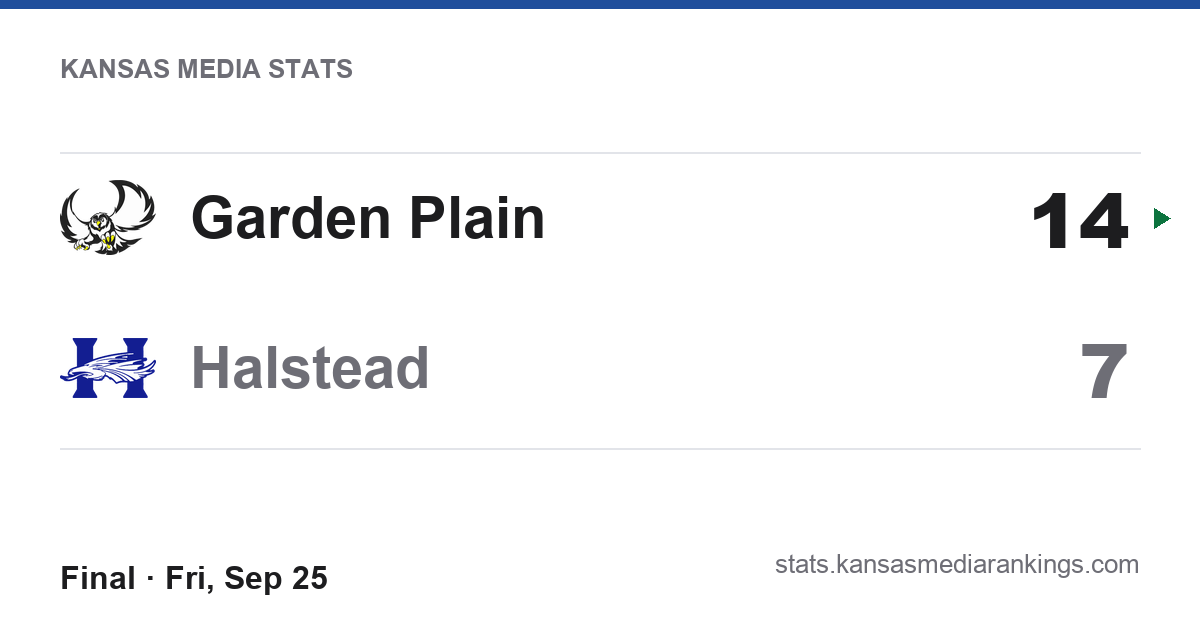 KANSAS MEDIA STATS
Garden Plain 14
H Halstead 7
Final · Fri, Sep 25
stats.kansasmediarankings.com